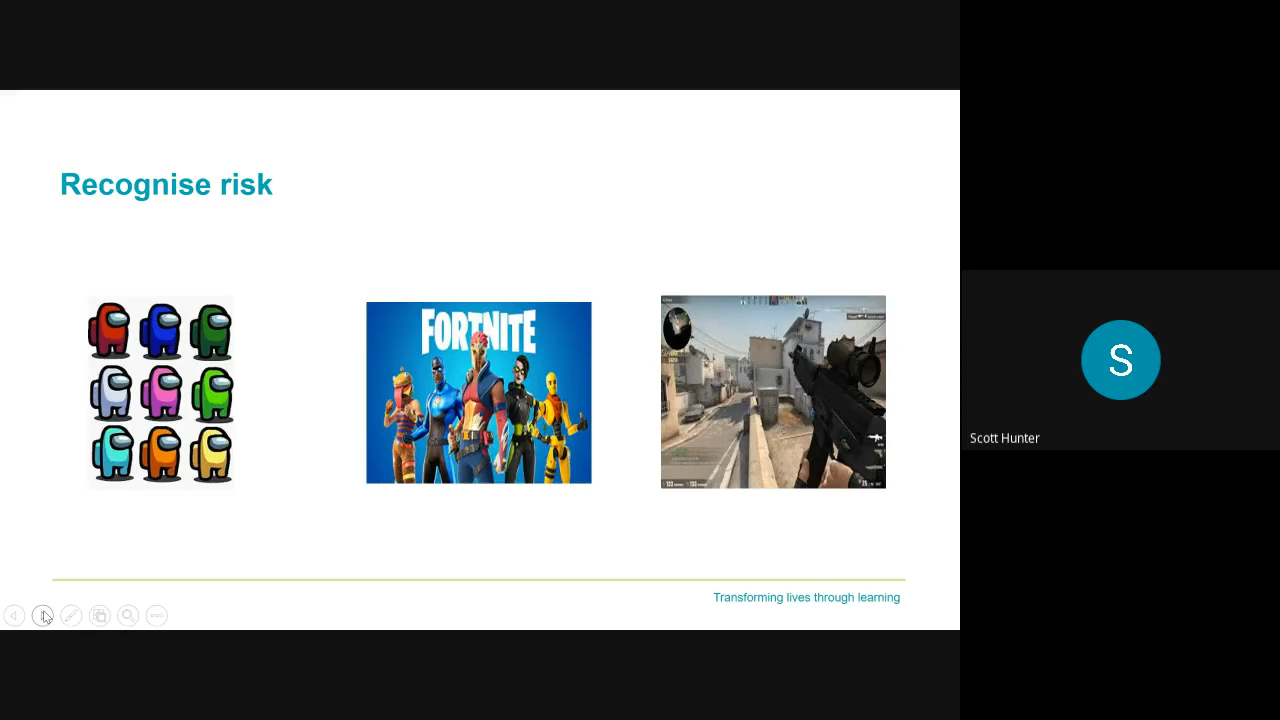 Recognise risk
FORTNITE
Transforming lives through learning
S
Scott Hunter